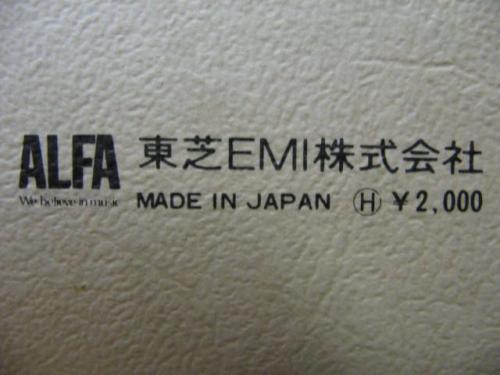 ALFA 東芝EMI株式会社
We believe in music MADE IN JAPAN Ⓗ ¥2,000